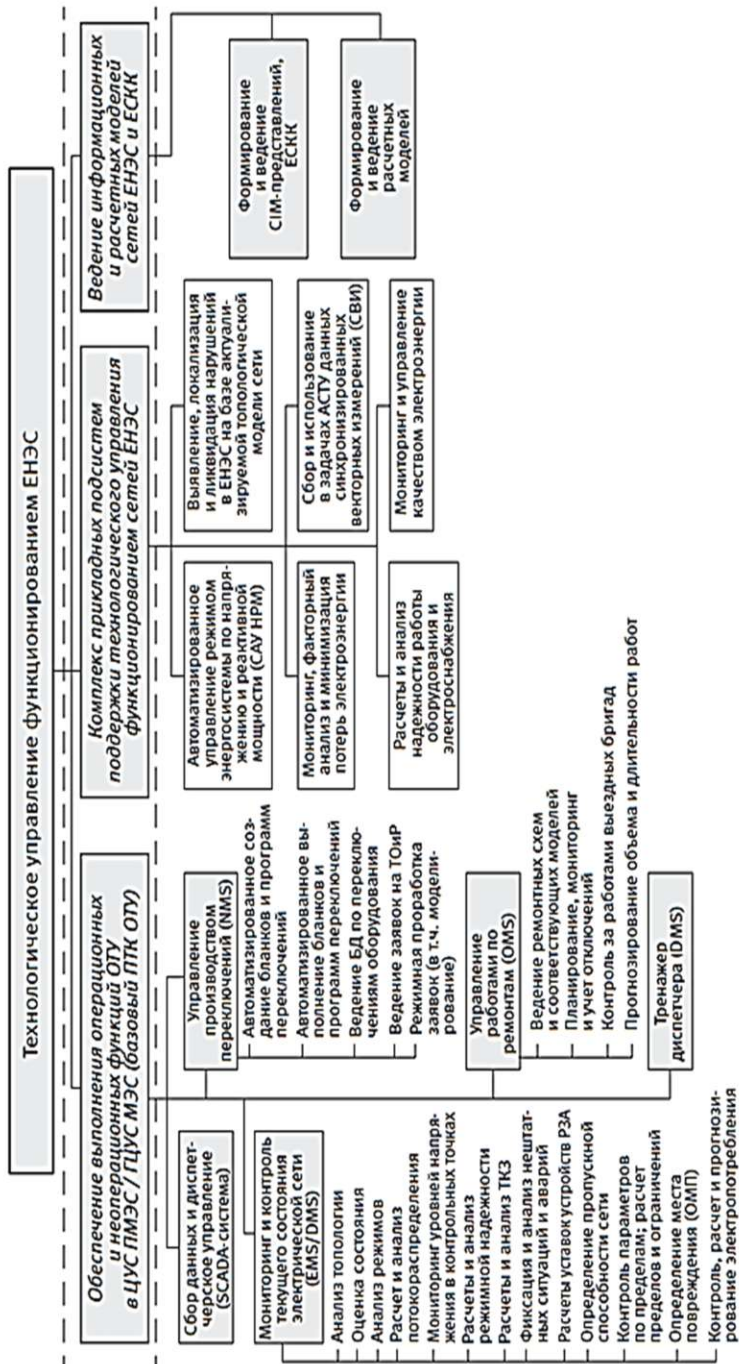 Технологическое управление функционированием ЕНЭС
Обеспечение выполнения операционных
и неоперационных функций ОТУ
в ЦУС ПМЭС / ГЦУС МЭС (базовый ПТК ОТУ)
Сбор данных и диспет-
черское управление
(SCADA-система)
Мониторинг и контроль
текущего состояния
электрической сети
(EMS/DMS)
Анализ топологии
Оценка состояния
Анализ режимов
Расчет и анализ
потокораспределения
Мониторинг уровней напря-
жения в контрольных точках
Расчеты и анализ
режимной надежности
Расчеты и анализ ТКЗ
Фиксация и анализ нештат-
ных ситуаций и аварий
Расчеты уставок устройств РЗА
Определение пропускной
способности сети
Контроль параметров
по пределам; расчет
пределов и ограничений
Определение места
повреждения (ОМП)
Контроль, расчет и прогнози-
рование электропотребления
Управление
производством
переключений (NMS)
Автоматизированное соз-
дание бланков и программ
переключений
Автоматизированное вы-
полнение бланков и
программ переключений
Ведение БД по переклю-
чениям оборудования
Ведение заявок на ТОиР
Режимная проработка
заявок (в т.ч. модели-
рование)
Управление
работами по
ремонтам (OMS)
Ведение ремонтных схем
и соответствующих моделей
Планирование, мониторинг
и учет отключений
Контроль за работами выездных бригад
Прогнозирование объема и длительности работ
Тренажер
диспетчера (DMS)
Комплекс прикладных подсистем
поддержки технологического управления
функционированием сетей ЕНЭС
Автоматизированное
управление режимом
энергосистемы по напря-
жению и реактивной
мощности (САУ НРМ)
Мониторинг, факторный
анализ и минимизация
потерь электроэнергии
Расчеты и анализ
надежности работы
оборудования и
электроснабжения
Выявление, локализация
и ликвидация нарушений
в ЕНЭС на базе актуали-
зируемой топологической
модели сети
Сбор и использование
в задачах АСТУ данных
синхронизированных
векторных измерений (СВИ)
Мониторинг и управление
качеством электроэнергии
Ведение информационных
и расчетных моделей
сетей ЕНЭС и ЕСКК
Формирование
и ведение
CIM-представлений,
ЕСКК
Формирование
и ведение
расчетных
моделей